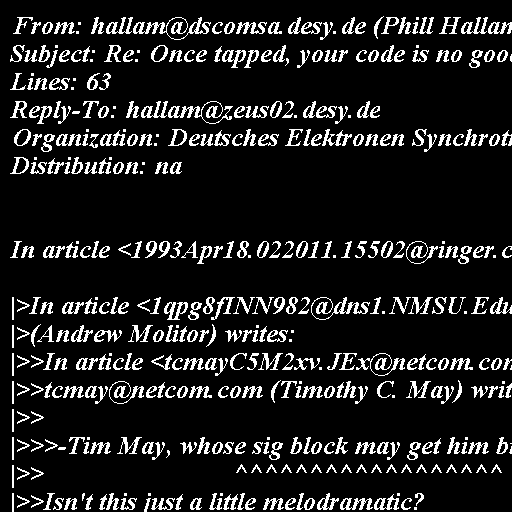 From: hallam@dscomsa.desy.de (Phill Hallam
Subject: Re: Once tapped, your code is no goo
Lines: 63
Reply-To: hallam@zeus02.desy.de
Organization: Deutsches Elektronen Synchrot
Distribution: na
In article <1993Apr18.022011.15502@ringer.c
|>In article <1qpg8fINN982@dns1.NMSU.Edu
|>(Andrew Molitor) writes:
|>>In article <tcmayC5M2xv.JEx@netcom.com
|>>tcmay@netcom.com (Timothy C. May) writ
|>>
|>>>-Tim May, whose sig block may get him b
|>> ^^^^^^^^^^^^^^^^^^
|>>Isn't this just a little melodramatic?